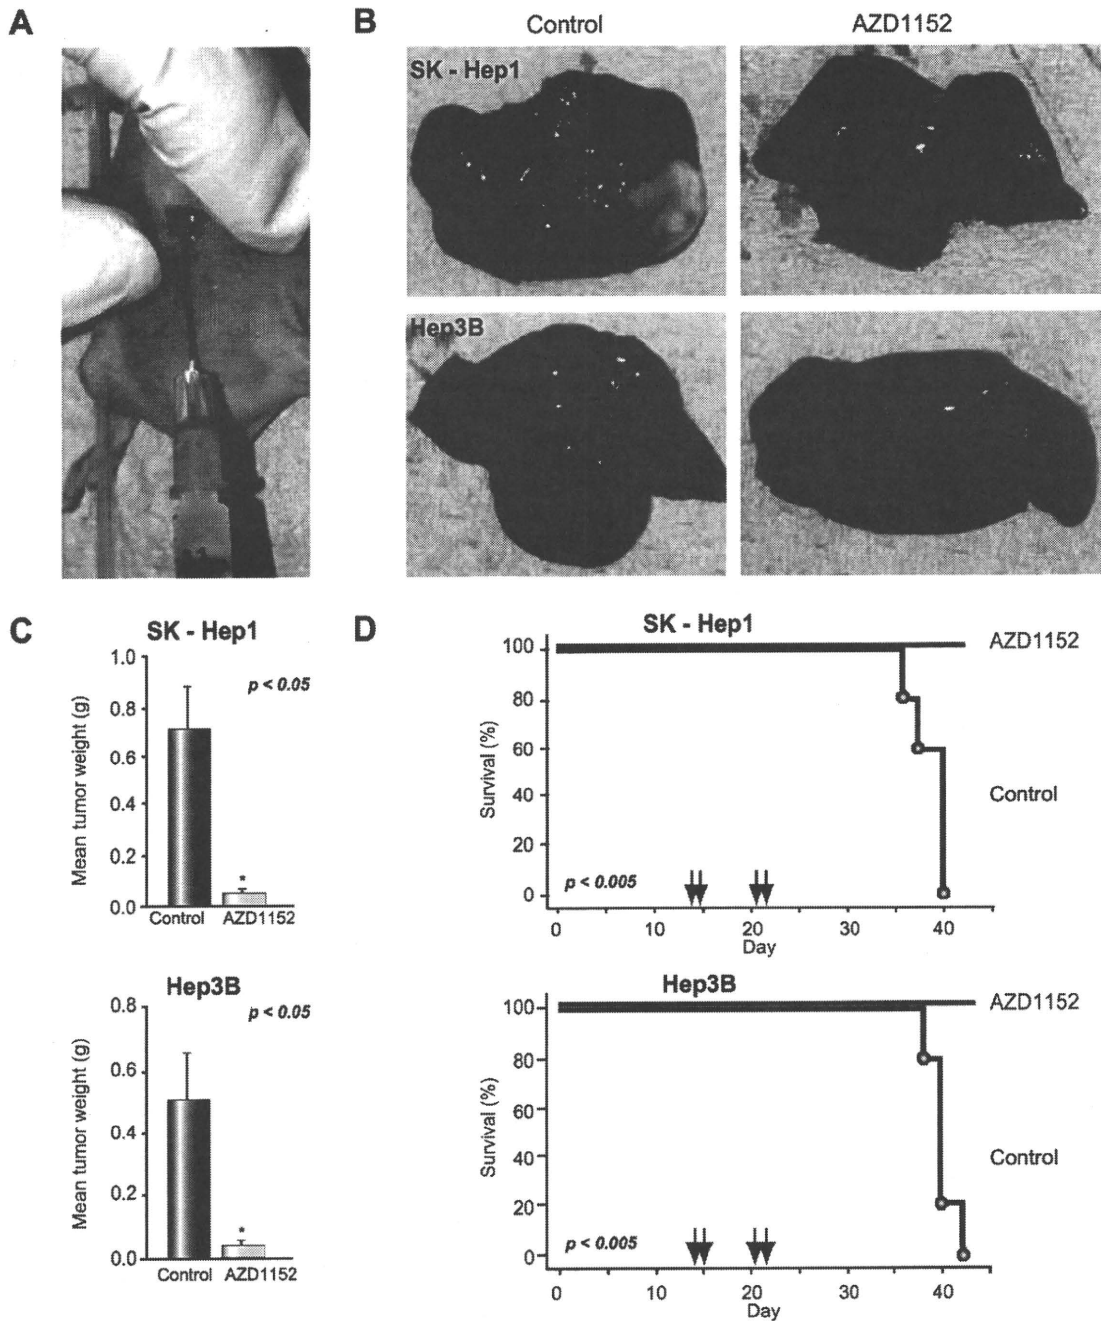 A
B
Control
AZD1152
SK - Hep1
Hep3B
C
SK - Hep1
1.0
p < 0.05
0.8
0.6
0.4
0.2
0.0
Mean tumor weight (g)
Control
AZD1152
*
Hep3B
0.8
p < 0.05
0.6
0.4
0.2
0.0
Mean tumor weight (g)
Control
AZD1152
*
D
SK - Hep1
100
80
60
40
20
0
Survival (%)
AZD1152
Control
p < 0.005
0
10
20
30
40
Day
Hep3B
100
80
60
40
20
0
Survival (%)
AZD1152
Control
p < 0.005
0
10
20
30
40
Day